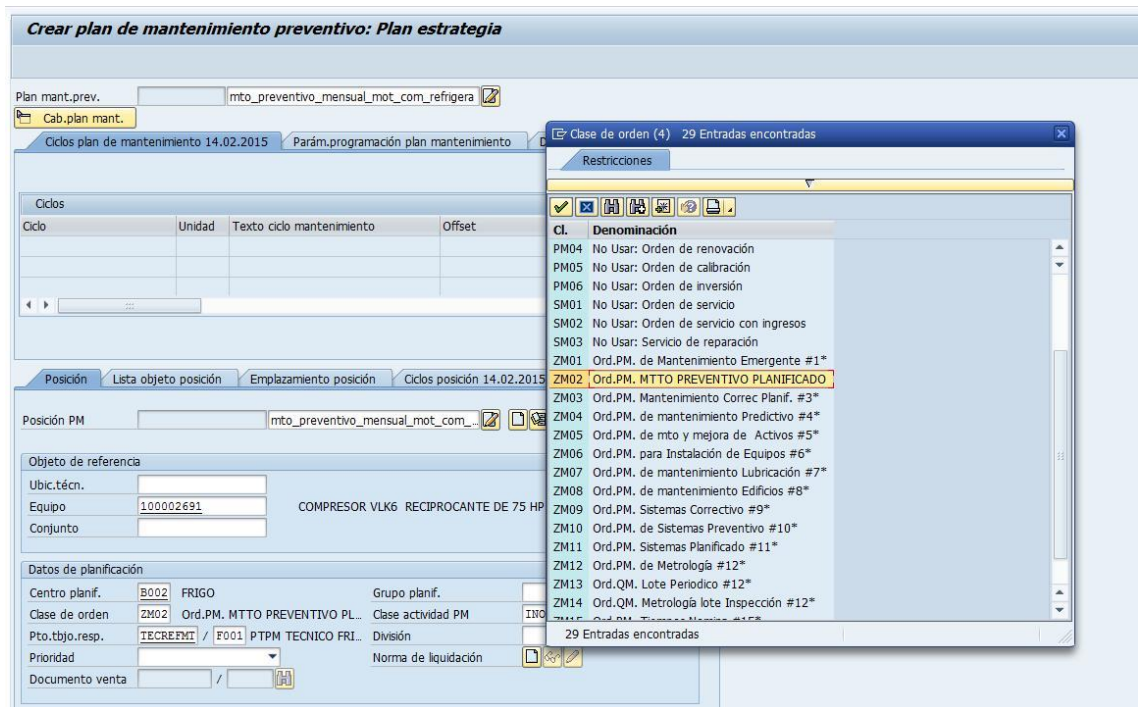 Crear plan de mantenimiento preventivo: Plan estrategia
Plan mant.prev. mto_preventivo_mensual_mot_com_refrigera
Cab.plan mant.
Ciclos plan de mantenimiento 14.02.2015 Parám.programación plan mantenimiento D
Ciclos
Ciclo Unidad Texto ciclo mantenimiento Offset
Posición Lista objeto posición Emplazamiento posición Ciclos posición 14.02.2015
Posición PM mto_preventivo_mensual_mot_com_...
Objeto de referencia
Ubic.técn.
Equipo 100002691 COMPRESOR VLK6 RECIPROCANTE DE 75 HP
Conjunto
Datos de planificación
Centro planif. B002 FRIGO Grupo planif.
Clase de orden ZM02 Ord.PM. MTTO PREVENTIVO PL... Clase actividad PM INO
Pto.tbjo.resp. TECREFMT / F001 PTPM TECNICO FRI... División
Prioridad Norma de liquidación
Documento venta /
Clase de orden (4) 29 Entradas encontradas
Restricciones
Cl. Denominación
PM04 No Usar: Orden de renovación
PM05 No Usar: Orden de calibración
PM06 No Usar: Orden de inversión
SM01 No Usar: Orden de servicio
SM02 No Usar: Orden de servicio con ingresos
SM03 No Usar: Servicio de reparación
ZM01 Ord.PM. de Mantenimiento Emergente #1*
ZM02 Ord.PM. MTTO PREVENTIVO PLANIFICADO
ZM03 Ord.PM. Mantenimiento Correc Planif. #3*
ZM04 Ord.PM. de mantenimiento Predictivo #4*
ZM05 Ord.PM. de mto y mejora de Activos #5*
ZM06 Ord.PM. para Instalación de Equipos #6*
ZM07 Ord.PM. de mantenimiento Lubricación #7*
ZM08 Ord.PM. de mantenimiento Edificios #8*
ZM09 Ord.PM. Sistemas Correctivo #9*
ZM10 Ord.PM. de Sistemas Preventivo #10*
ZM11 Ord.PM. Sistemas Planificado #11*
ZM12 Ord.PM. de Metrología #12*
ZM13 Ord.QM. Lote Periodico #12*
ZM14 Ord.QM. Metrología lote Inspección #12*
29 Entradas encontradas